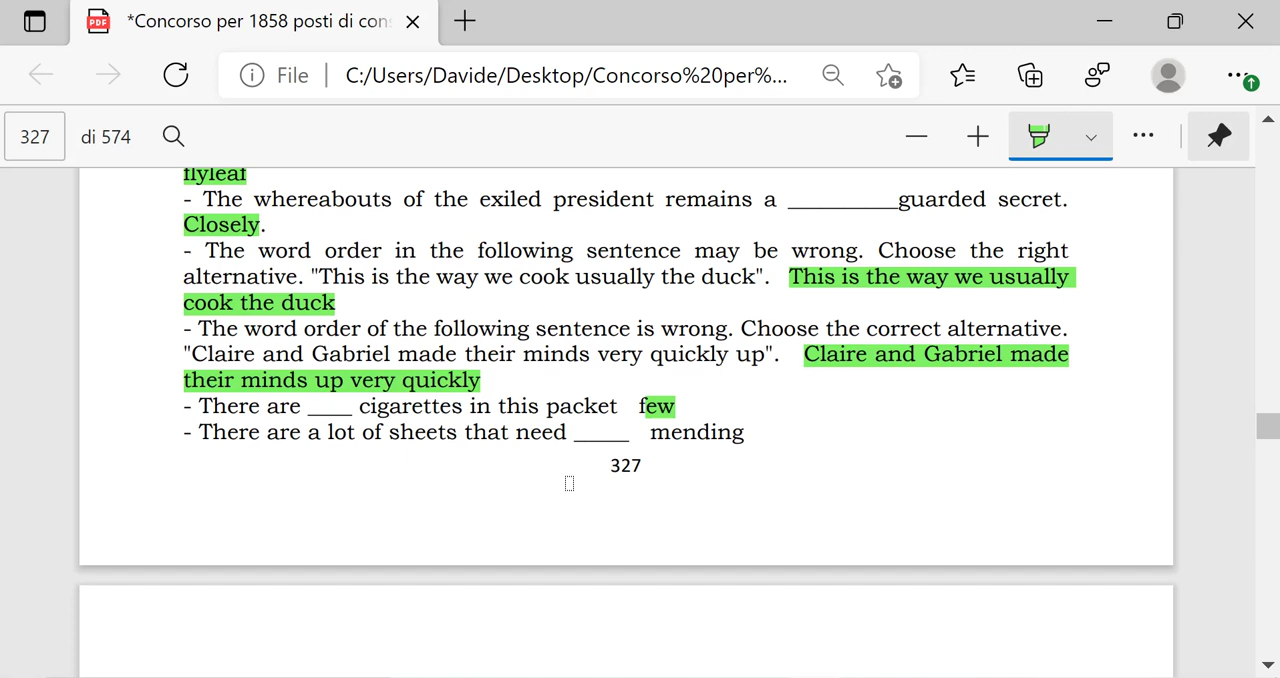 *Concorso per 1858 posti di con
File | C:/Users/Davide/Desktop/Concorso%20per%...
327 di 574
flyleaf
- The whereabouts of the exiled president remains a __________guarded secret.
Closely.
- The word order in the following sentence may be wrong. Choose the right
alternative. "This is the way we cook usually the duck". This is the way we usually
cook the duck
- The word order of the following sentence is wrong. Choose the correct alternative.
"Claire and Gabriel made their minds very quickly up". Claire and Gabriel made
their minds up very quickly
- There are ____ cigarettes in this packet few
- There are a lot of sheets that need _____ mending
327